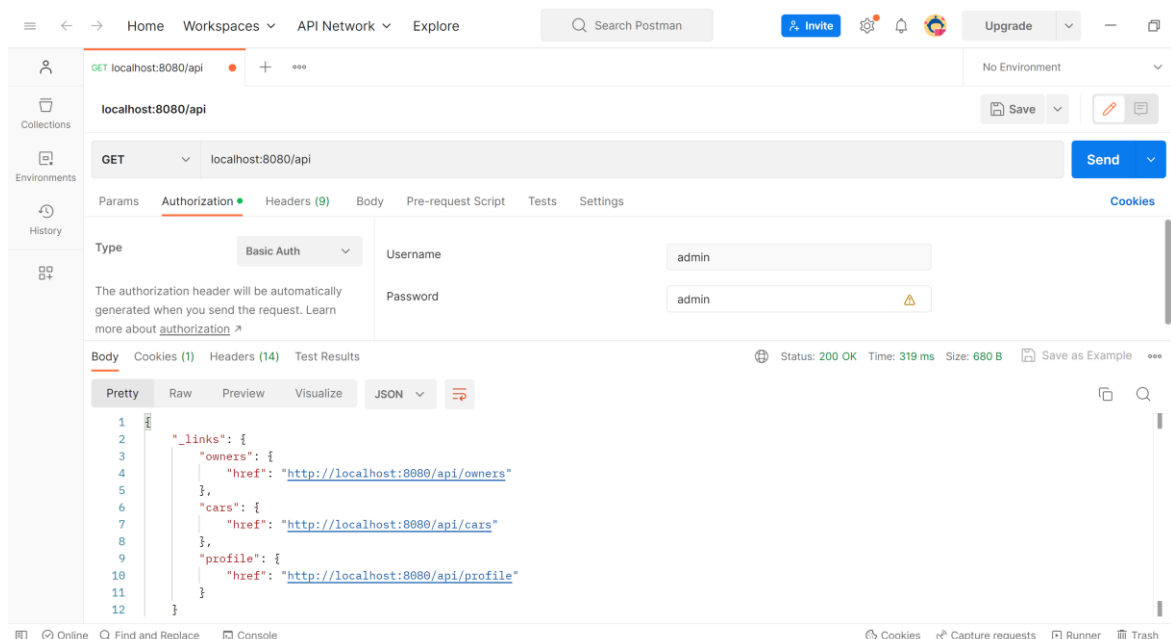 Home Workspaces API Network Explore Search Postman Invite Upgrade
GET localhost:8080/api No Environment
localhost:8080/api Save
Collections
GET localhost:8080/api Send
Environments
Params Authorization Headers (9) Body Pre-request Script Tests Settings Cookies
History
Type Basic Auth Username admin
The authorization header will be automatically
generated when you send the request. Learn
more about authorization ↗
Password admin
Body Cookies (1) Headers (14) Test Results Status: 200 OK Time: 319 ms Size: 680 B Save as Example
Pretty Raw Preview Visualize JSON
1 {
2 "_links": {
3 "owners": {
4 "href": "http://localhost:8080/api/owners"
5 },
6 "cars": {
7 "href": "http://localhost:8080/api/cars"
8 },
9 "profile": {
10 "href": "http://localhost:8080/api/profile"
11 }
12 }
Online Find and Replace Console Cookies Capture requests Runner Trash